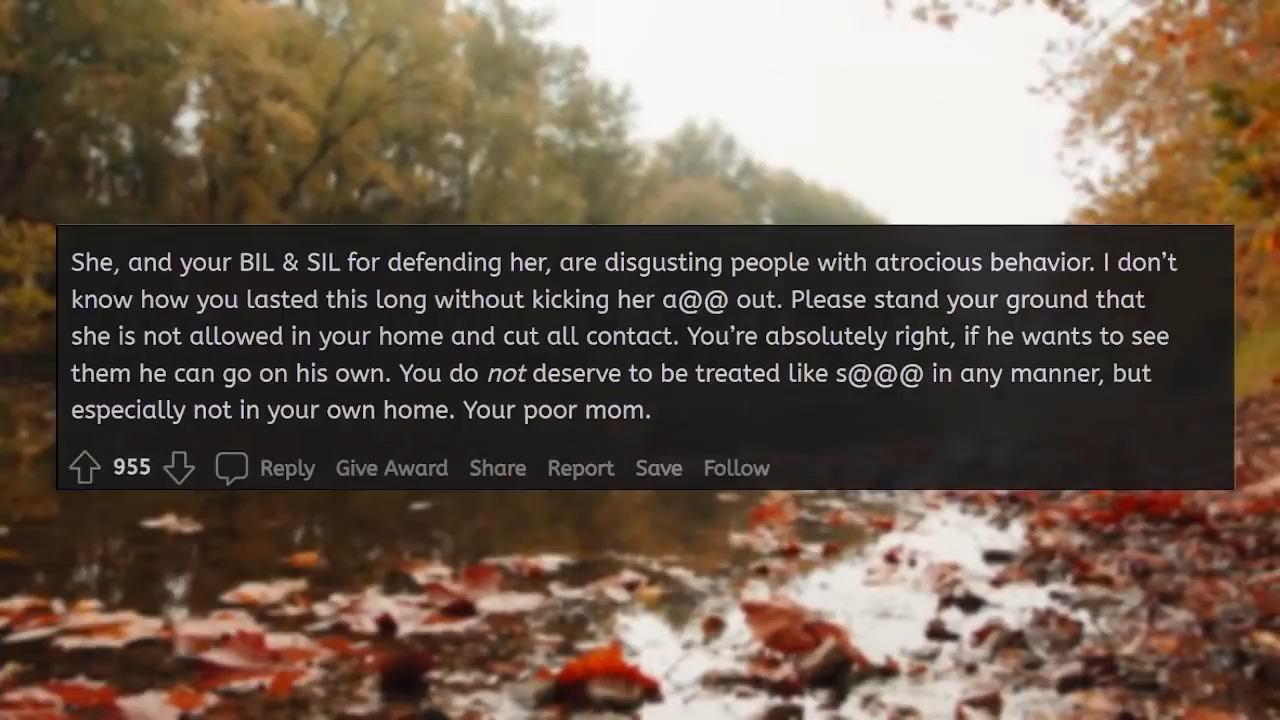 She, and your BIL & SIL for defending her, are disgusting people with atrocious behavior. I don’t
know how you lasted this long without kicking her a@@ out. Please stand your ground that
she is not allowed in your home and cut all contact. You’re absolutely right, if he wants to see
them he can go on his own. You do not deserve to be treated like s@@@ in any manner, but
especially not in your own home. Your poor mom.
955 Reply Give Award Share Report Save Follow